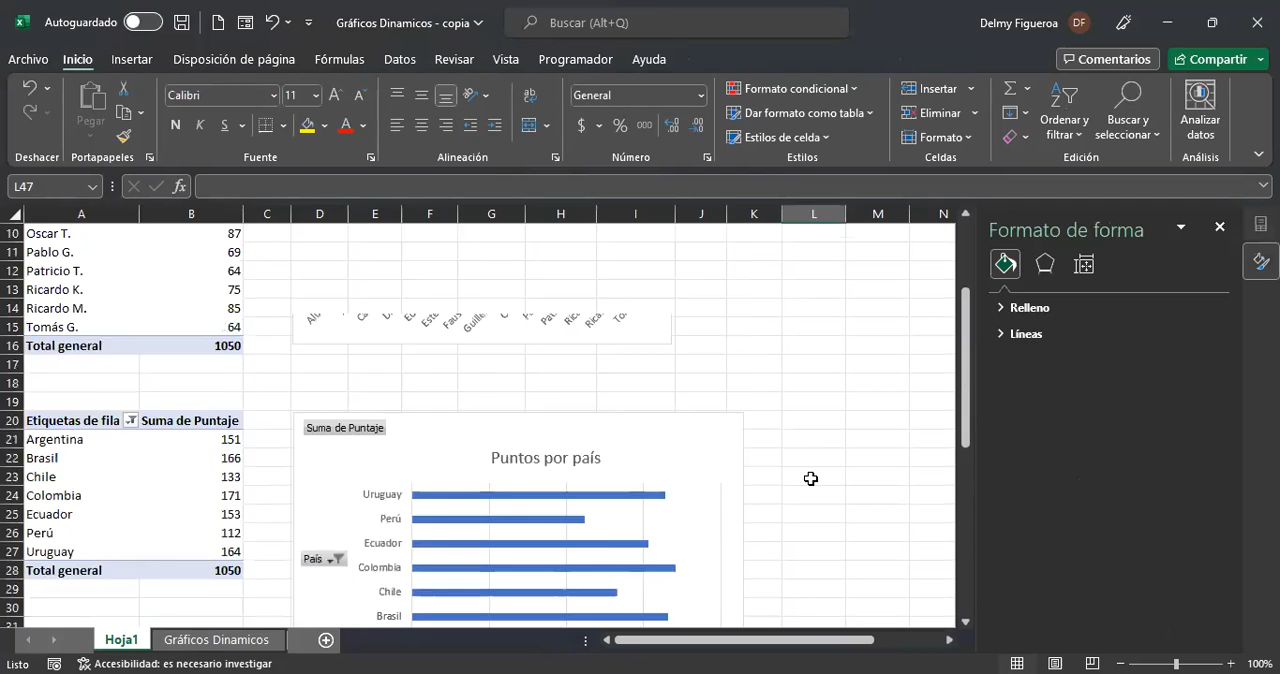 Autoguardado
Gráficos Dinamicos - copia
Buscar (Alt+Q)
Delmy Figueroa
DF
Archivo Inicio Insertar Disposición de página Fórmulas Datos Revisar Vista Programador Ayuda
Comentarios
Compartir
Pegar
Calibri 11
N K S
ab
General
$ % 000
Formato condicional
Dar formato como tabla
Estilos de celda
Insertar
Eliminar
Formato
Ordenar y filtrar
Buscar y seleccionar
Analizar datos
Deshacer Portapapeles Fuente Alineación Número Estilos Celdas Edición Análisis
L47
fx
A B C D E F G H I J K L M N
10 Oscar T. 87
11 Pablo G. 69
12 Patricio T. 64
13 Ricardo K. 75
14 Ricardo M. 85
15 Tomás G. 64
16 Total general 1050
17
18
19
20 Etiquetas de fila Suma de Puntaje
21 Argentina 151
22 Brasil 166
23 Chile 133
24 Colombia 171
25 Ecuador 153
26 Perú 112
27 Uruguay 164
28 Total general 1050
29
30
31
Suma de Puntaje
Puntos por país
Uruguay
Perú
Ecuador
País
Colombia
Chile
Brasil
Formato de forma
Relleno
Líneas
Hoja1 Gráficos Dinamicos
Listo
Accesibilidad: es necesario investigar
100%